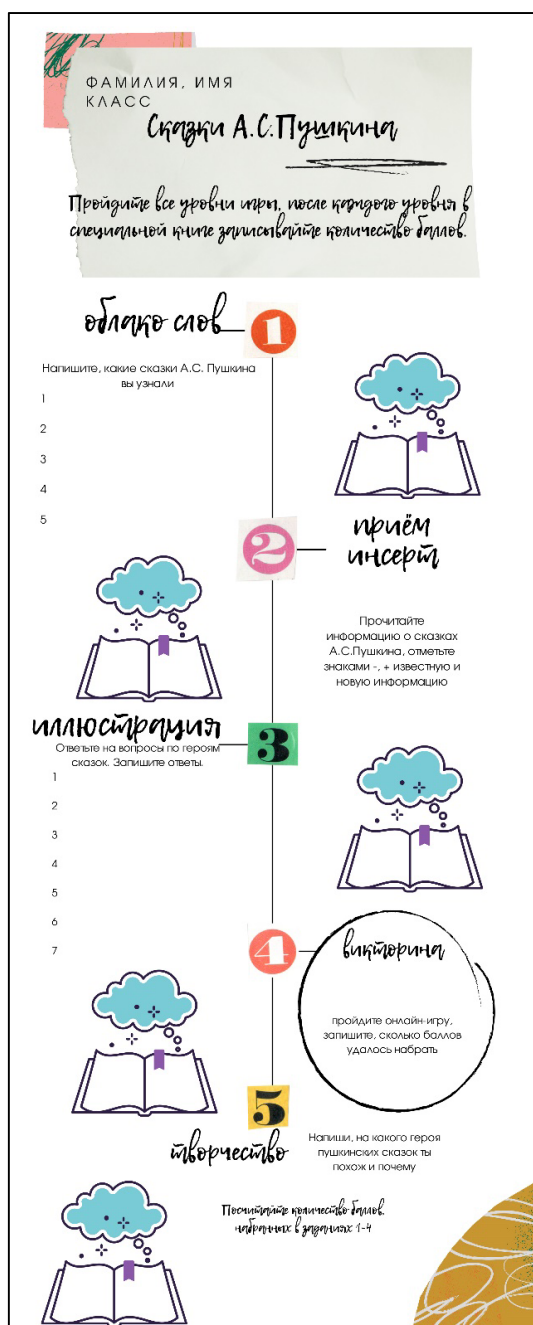 ФАМИЛИЯ, ИМЯ
КЛАСС
Сказки А.С.Пушкина
Пройдите все уровни игры, после каждого уровня в
специальной книге записывайте количество баллов.
облако слов
1
Напишите, какие сказки А.С. Пушкина
вы узнали
1
2
3
4
5
2
приём
инсерт
Прочитайте
информацию о сказках
А.С.Пушкина, отметьте
знаками -, + известную и
новую информацию
иллюстрация
3
Ответьте на вопросы по героям
сказок. Запишите ответы.
1
2
3
4
5
6
7
4
викторина
пройдите онлайн-игру,
запишите, сколько баллов
удалось набрать
5
творчество
Напиши, на какого героя
пушкинских сказок ты
похож и почему
Посчитайте количество баллов,
набранных в заданиях 1-4